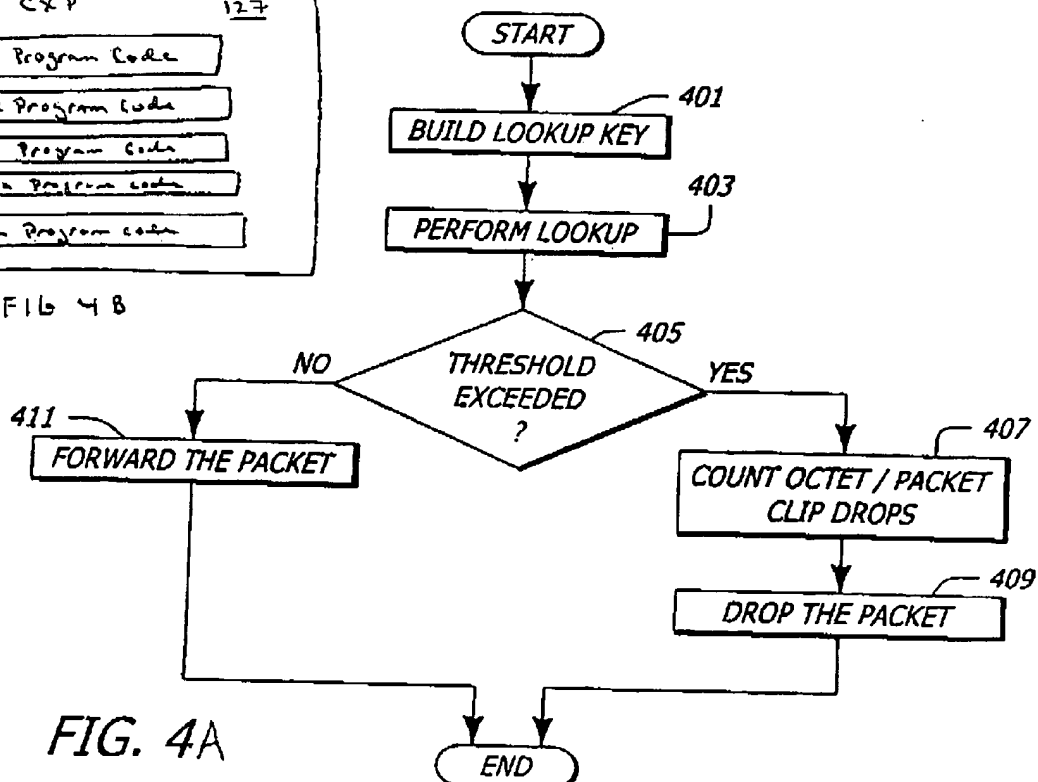 CXP 127
Program Code
Program Code
Program Code
Program Code
Program Code
FIG 4B
START
401
BUILD LOOKUP KEY
403
PERFORM LOOKUP
405
THRESHOLD
EXCEEDED
?
NO
YES
411
FORWARD THE PACKET
407
COUNT OCTET / PACKET
CLIP DROPS
409
DROP THE PACKET
END
FIG. 4A